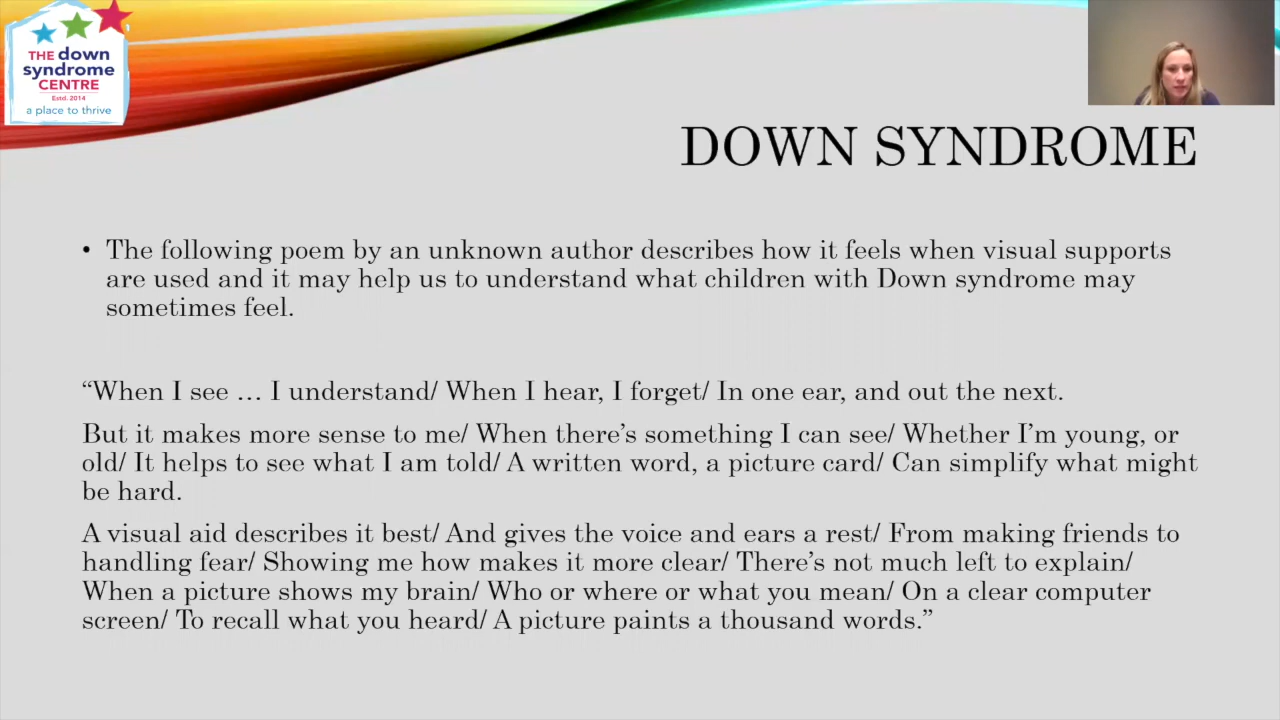 THE down
syndrome
CENTRE
Estd. 2014
a place to thrive
DOWN SYNDROME
• The following poem by an unknown author describes how it feels when visual supports
are used and it may help us to understand what children with Down syndrome may
sometimes feel.
“When I see … I understand/ When I hear, I forget/ In one ear, and out the next.
But it makes more sense to me/ When there’s something I can see/ Whether I’m young, or
old/ It helps to see what I am told/ A written word, a picture card/ Can simplify what might
be hard.
A visual aid describes it best/ And gives the voice and ears a rest/ From making friends to
handling fear/ Showing me how makes it more clear/ There’s not much left to explain/
When a picture shows my brain/ Who or where or what you mean/ On a clear computer
screen/ To recall what you heard/ A picture paints a thousand words.”